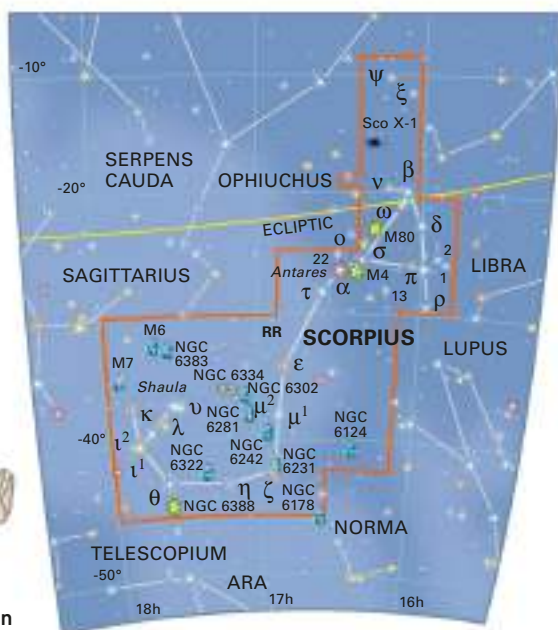 -10°
ψ
ξ
Sco X-1
SERPENS
CAUDA
OPHIUCHUS
ν
β
-20°
ω
δ
ECLIPTIC
ο
M80
σ
2
SAGITTARIUS
22
Antares
M4
π
1
LIBRA
α
τ
13
ρ
RR
SCORPIUS
LUPUS
M6
NGC
6383
ε
M7
Shaula
NGC 6334
NGC 6302
κ
υ
μ²
μ¹
λ
NGC
6281
NGC
6124
-40°
ι²
NGC
6242
ι¹
NGC
6322
NGC
6231
θ
η
ζ
NGC
6178
NGC 6388
NORMA
TELESCOPIUM
-50°
ARA
18h
17h
16h
n